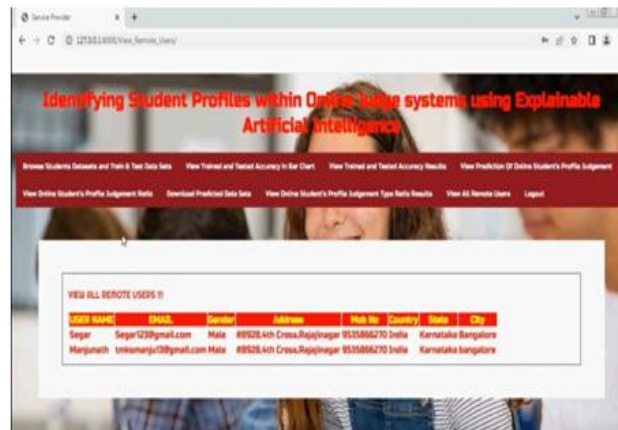 Service Provider
127.0.0.1:8000/View_Remote_Users/
Identifying Student Profiles within Online Judge systems using Explainable
Artificial Intelligence
Browse Students Datasets and Train & Test Data Sets View Trained and Tested Accuracy in Bar Chart View Trained and Tested Accuracy Results View Prediction Of Online Student's Profile Judgement
View Online Student's Profile Judgement Ratio Download Predicted Data Sets View Online Student's Profile Judgement Type Ratio Results View All Remote Users Logout
VIEW ALL REMOTE USERS !!!
USER NAME EMAIL Gender Address Mob No Country State City
Segar Segar123@gmail.com Male #8928,4th Cross,Rajajinagar 9535866270 India Karnataka Bangalore
Manjunath tmksmanju13@gmail.com Male #8928,4th Cross,Rajajinagar 9535866270 India Karnataka Bangalore